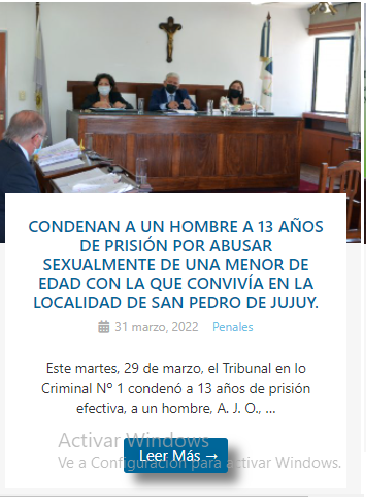 CONDENAN A UN HOMBRE A 13 AÑOS
DE PRISIÓN POR ABUSAR
SEXUALMENTE DE UNA MENOR DE
EDAD CON LA QUE CONVIVÍA EN LA
LOCALIDAD DE SAN PEDRO DE JUJUY.
31 marzo, 2022 Penales
Este martes, 29 de marzo, el Tribunal en lo
Criminal Nº 1 condenó a 13 años de prisión
efectiva, a un hombre, A. J. O., ...
Activar Windows
Leer Más →
Ve a Configuración para activar Windows.